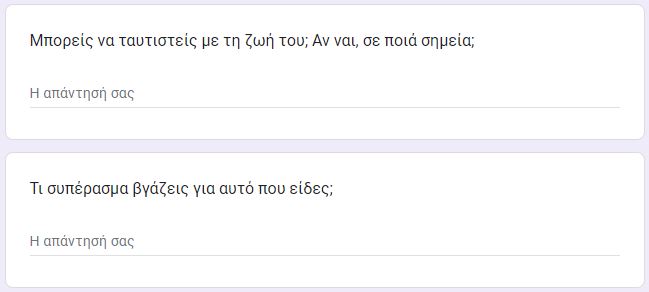 Μπορείς να ταυτιστείς με τη ζωή του; Αν ναι, σε ποιά σημεία;
Η απάντησή σας
Τι συπέρασμα βγάζεις για αυτό που είδες;
Η απάντησή σας